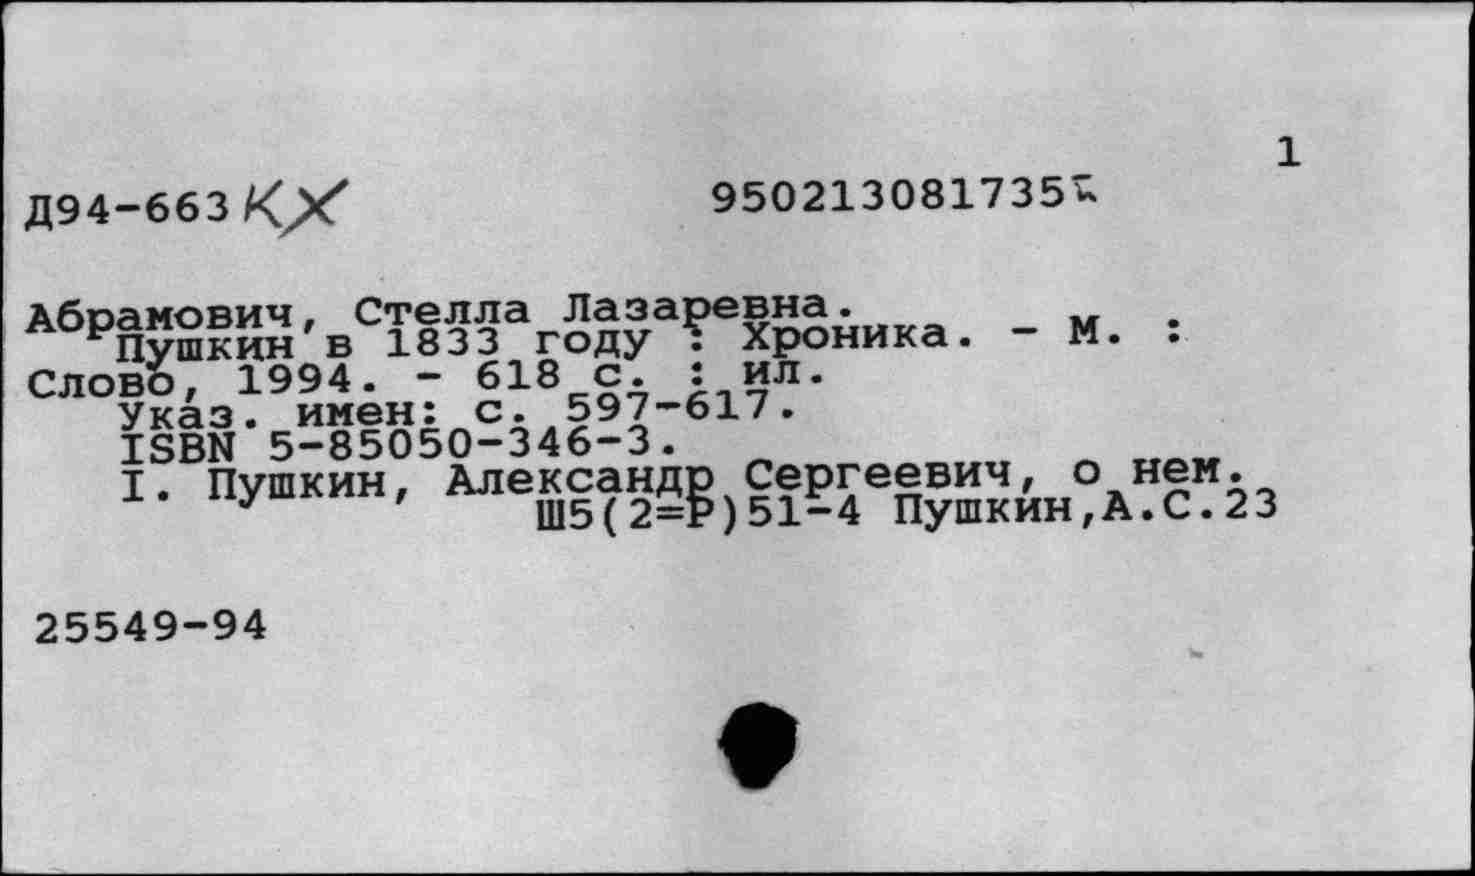 1
Д94-663 КХ 950213081735
Абрамович, Стелла Лазаревна.
Пушкин в 1833 году : Хроника. - М. :
Слово, 1994. - 618 с. : ил.
Указ. имен: с. 597-617.
ISBN 5-85050-346-3.
I. Пушкин, Александр Сергеевич, о нем.
Ш5(2=Р)51-4 Пушкин,А.С.23
25549-94